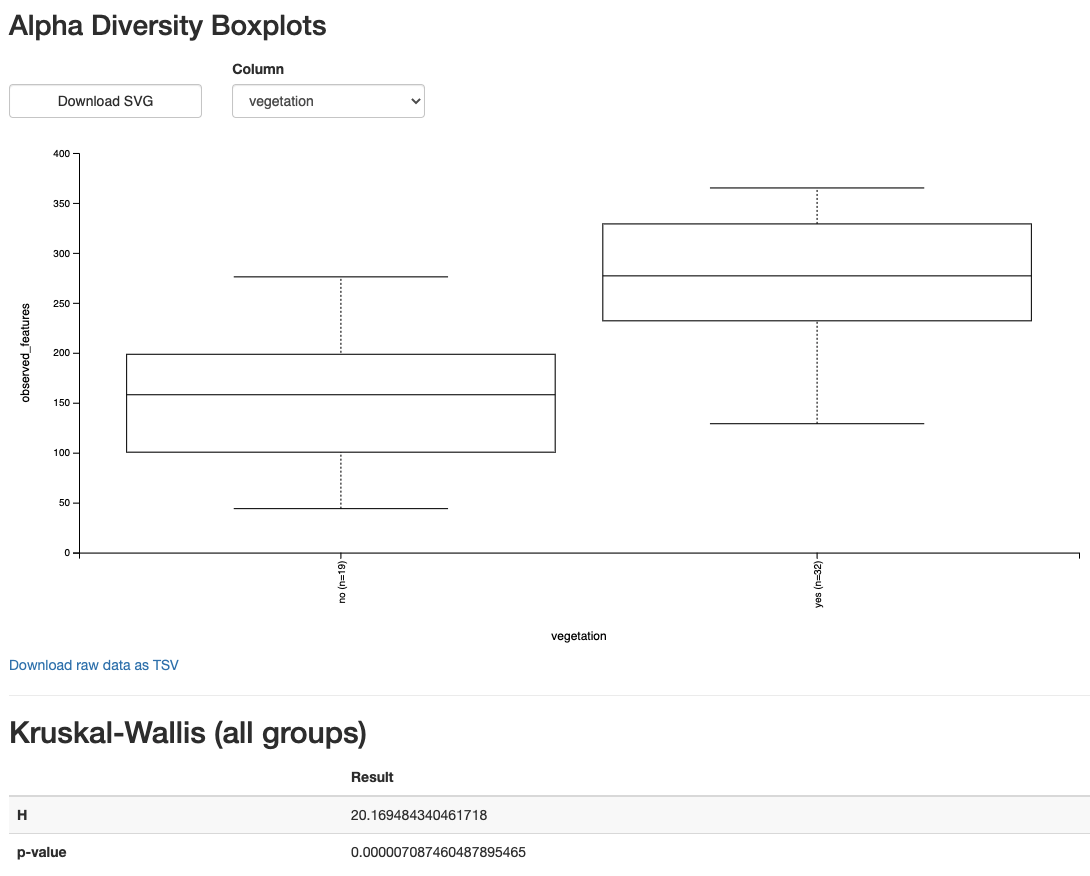 Alpha Diversity Boxplots
Column
Download SVG
vegetation
400
350
300
250
200
150
100
50
0
observed_features
no (n=19)
yes (n=32)
vegetation
Download raw data as TSV
Kruskal-Wallis (all groups)
Result
H 20.169484340461718
p-value 0.000007087460487895465